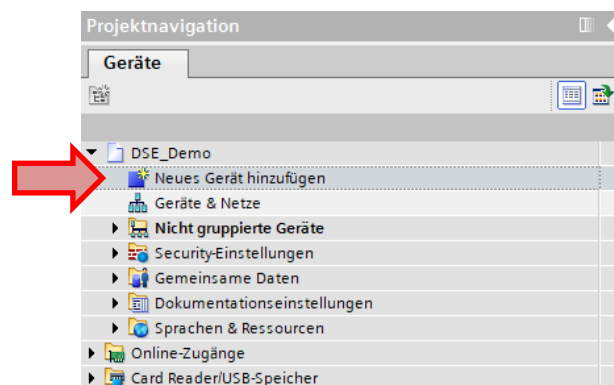 Projektnavigation
Geräte
DSE_Demo
Neues Gerät hinzufügen
Geräte & Netze
Nicht gruppierte Geräte
Security-Einstellungen
Gemeinsame Daten
Dokumentationseinstellungen
Sprachen & Ressourcen
Online-Zugänge
Card Reader/USB-Speicher